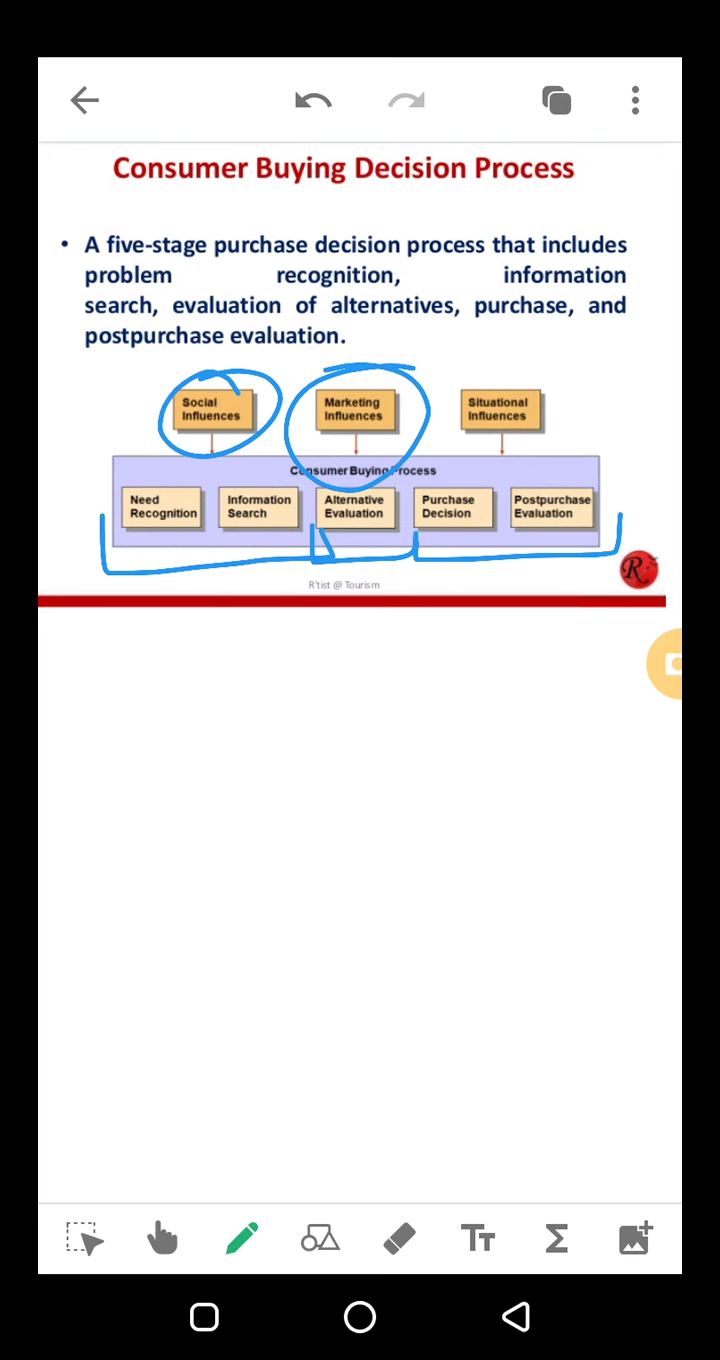 Consumer Buying Decision Process
• A five-stage purchase decision process that includes
problem recognition, information
search, evaluation of alternatives, purchase, and
postpurchase evaluation.
Social
Influences
Marketing
Influences
Situational
Influences
Consumer Buying Process
Need
Recognition
Information
Search
Alternative
Evaluation
Purchase
Decision
Postpurchase
Evaluation
R'tist @ Tourism
R